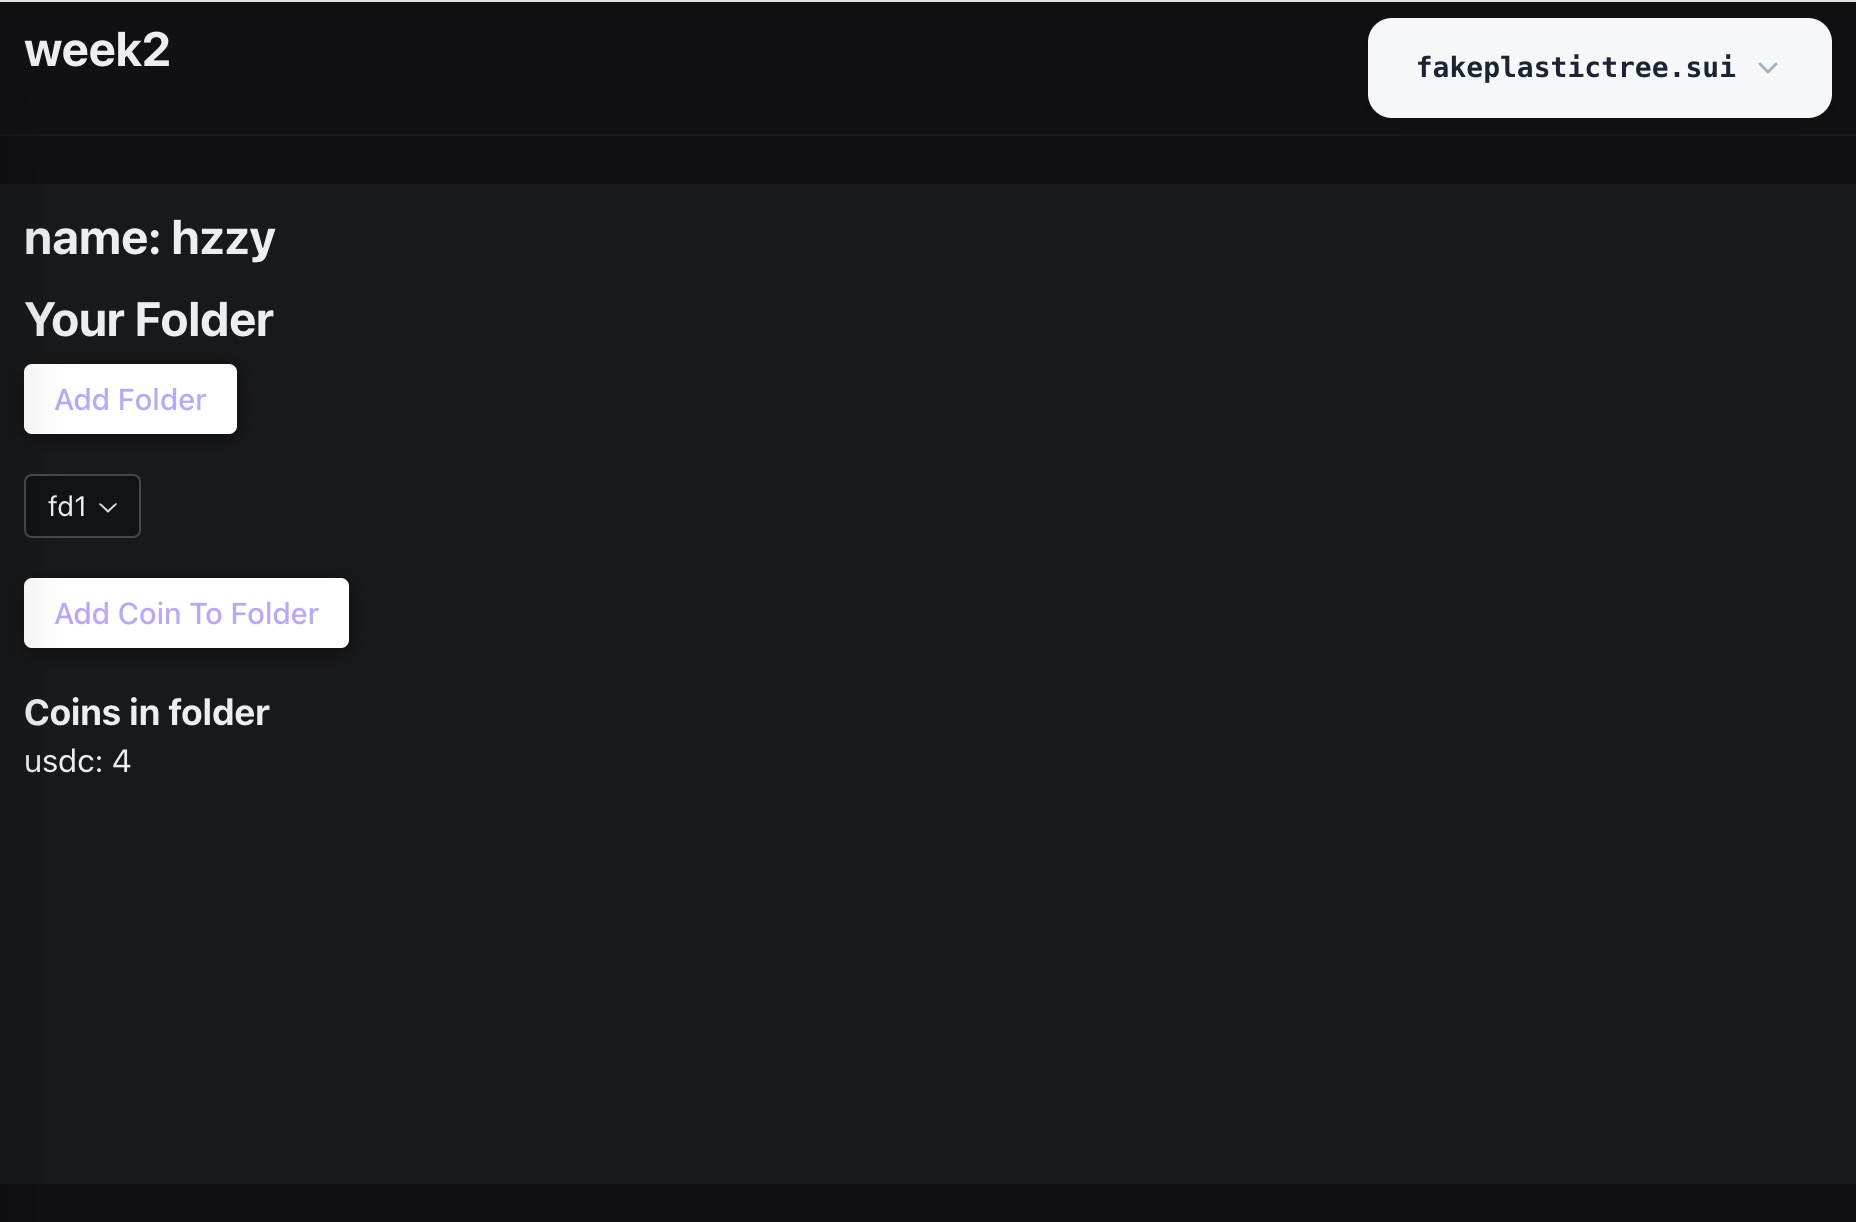 week2
fakeplastictree.sui
name: hzzy
Your Folder
Add Folder
fd1
Add Coin To Folder
Coins in folder
usdc: 4